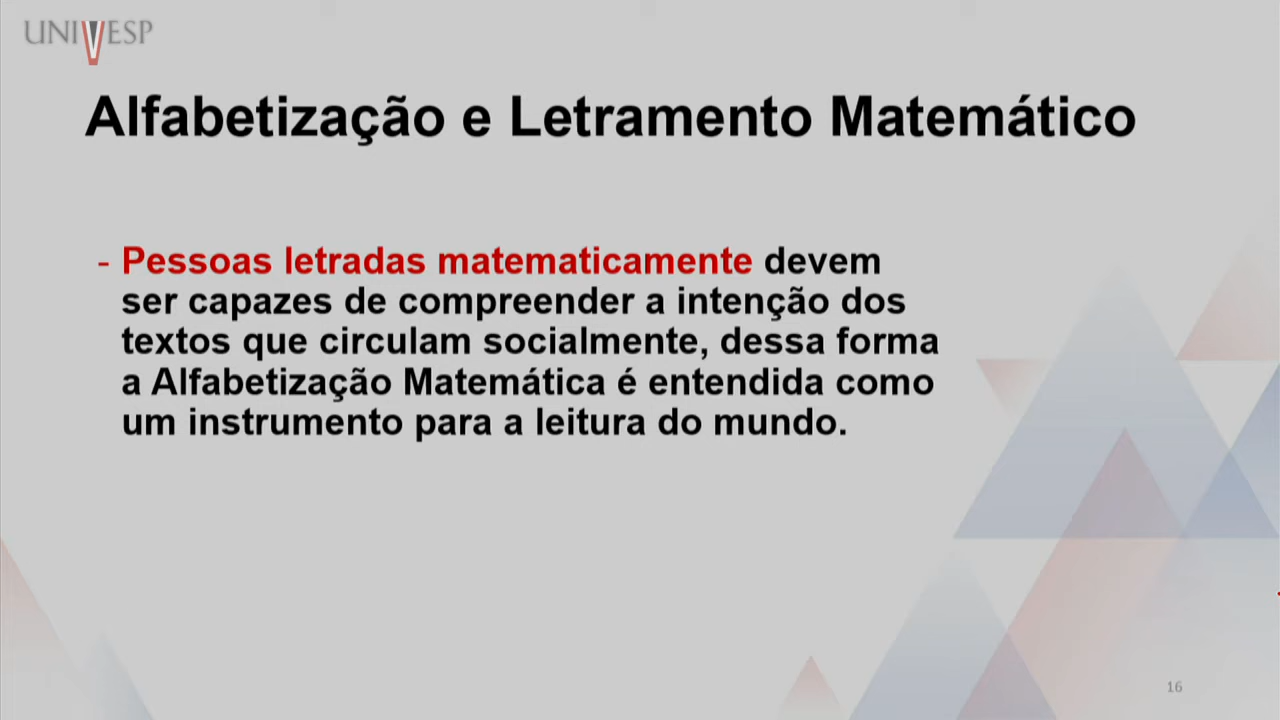 UNIVESP
Alfabetização e Letramento Matemático
- Pessoas letradas matematicamente devem
ser capazes de compreender a intenção dos
textos que circulam socialmente, dessa forma
a Alfabetização Matemática é entendida como
um instrumento para a leitura do mundo.
16